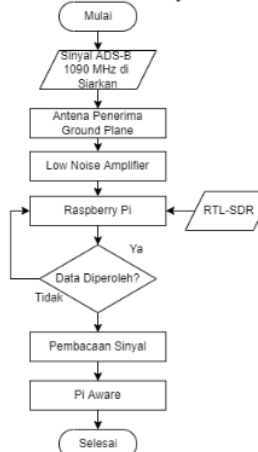 Mulai
Sinyal ADS-B
1090 MHz di
Siarkan
Antena Penerima
Ground Plane
Low Noise Amplifier
Raspberry Pi
RTL-SDR
Ya
Data Diperoleh?
Tidak
Pembacaan Sinyal
Pi Aware
Selesai